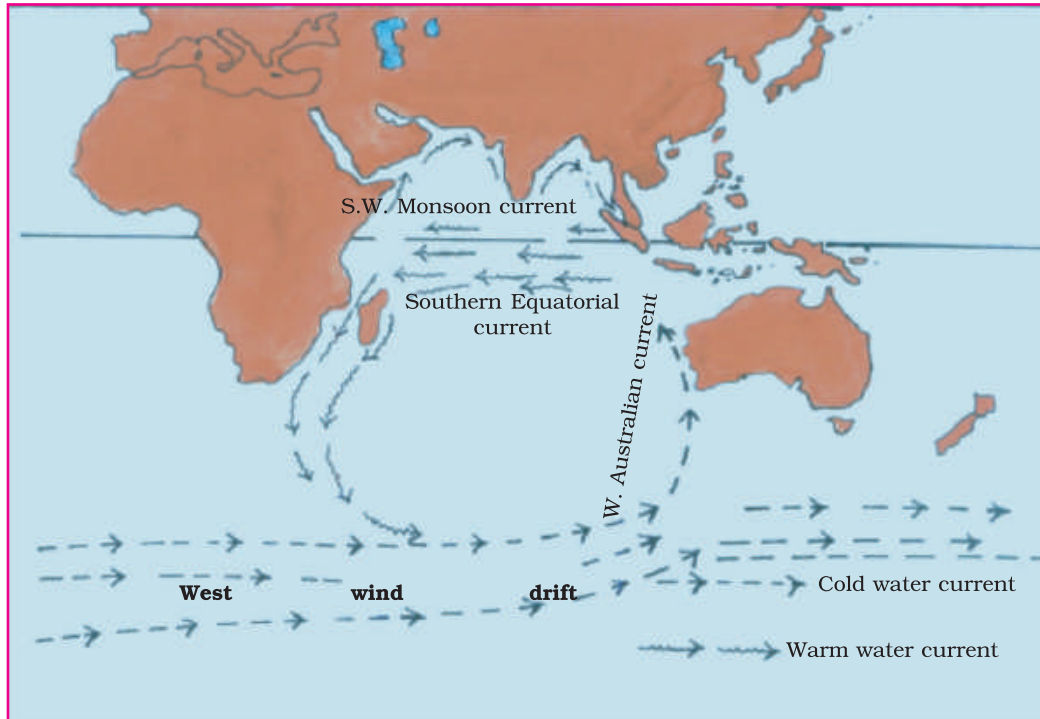 S.W. Monsoon current
Southern Equatorial
current
W. Australian current
West wind drift
Cold water current
Warm water current